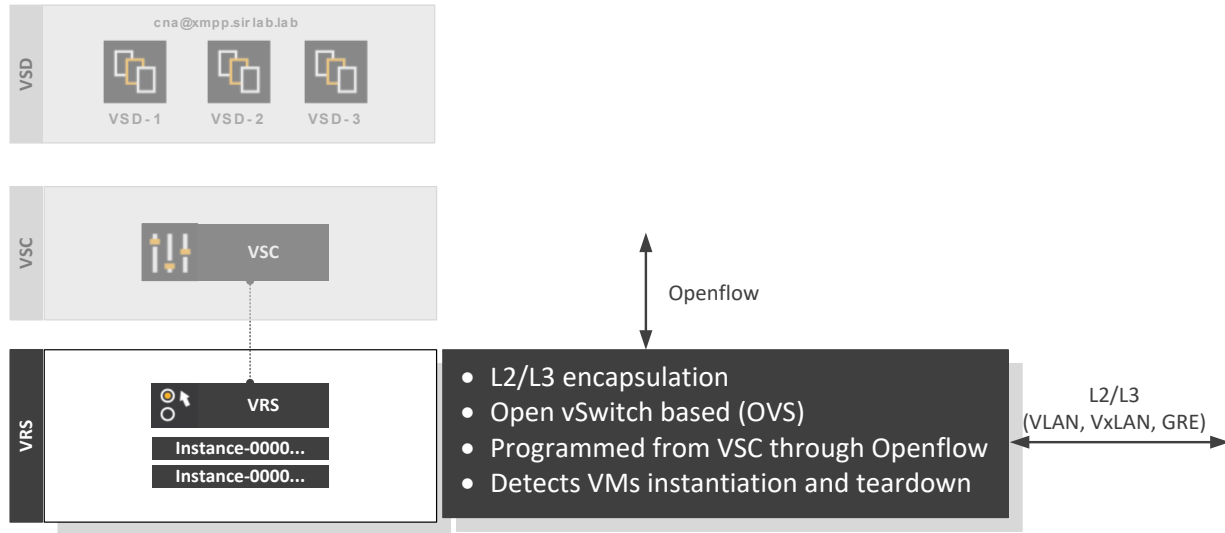 VSD
cna@xmpp.sirlab.lab
VSD-1
VSD-2
VSD-3
VSC
VSC
Openflow
VRS
VRS
Instance-0000...
Instance-0000...
• L2/L3 encapsulation
• Open vSwitch based (OVS)
• Programmed from VSC through Openflow
• Detects VMs instantiation and teardown
L2/L3
(VLAN, VxLAN, GRE)